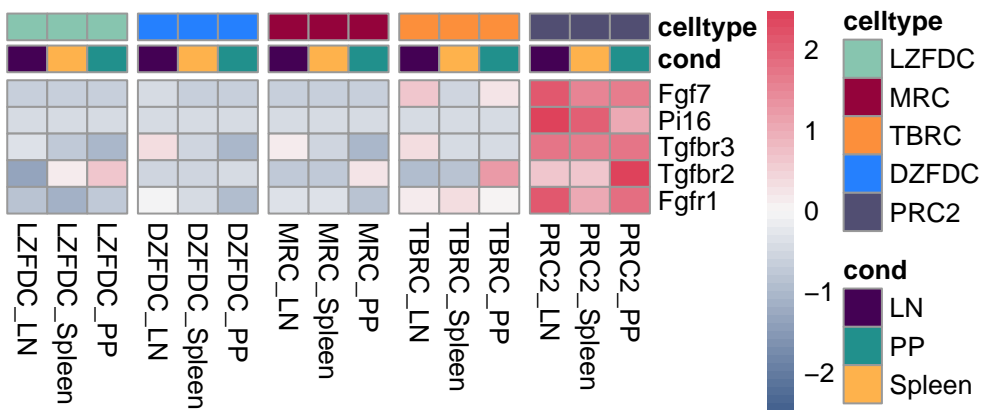 celltype
cond
Fgf7
Pi16
Tgfbr3
Tgfbr2
Fgfr1
LZFDC_LN
LZFDC_Spleen
LZFDC_PP
DZFDC_LN
DZFDC_Spleen
DZFDC_PP
MRC_LN
MRC_Spleen
MRC_PP
TBRC_LN
TBRC_Spleen
TBRC_PP
PRC2_LN
PRC2_Spleen
PRC2_PP
2
1
0
−1
−2
celltype
LZFDC
MRC
TBRC
DZFDC
PRC2
cond
LN
PP
Spleen